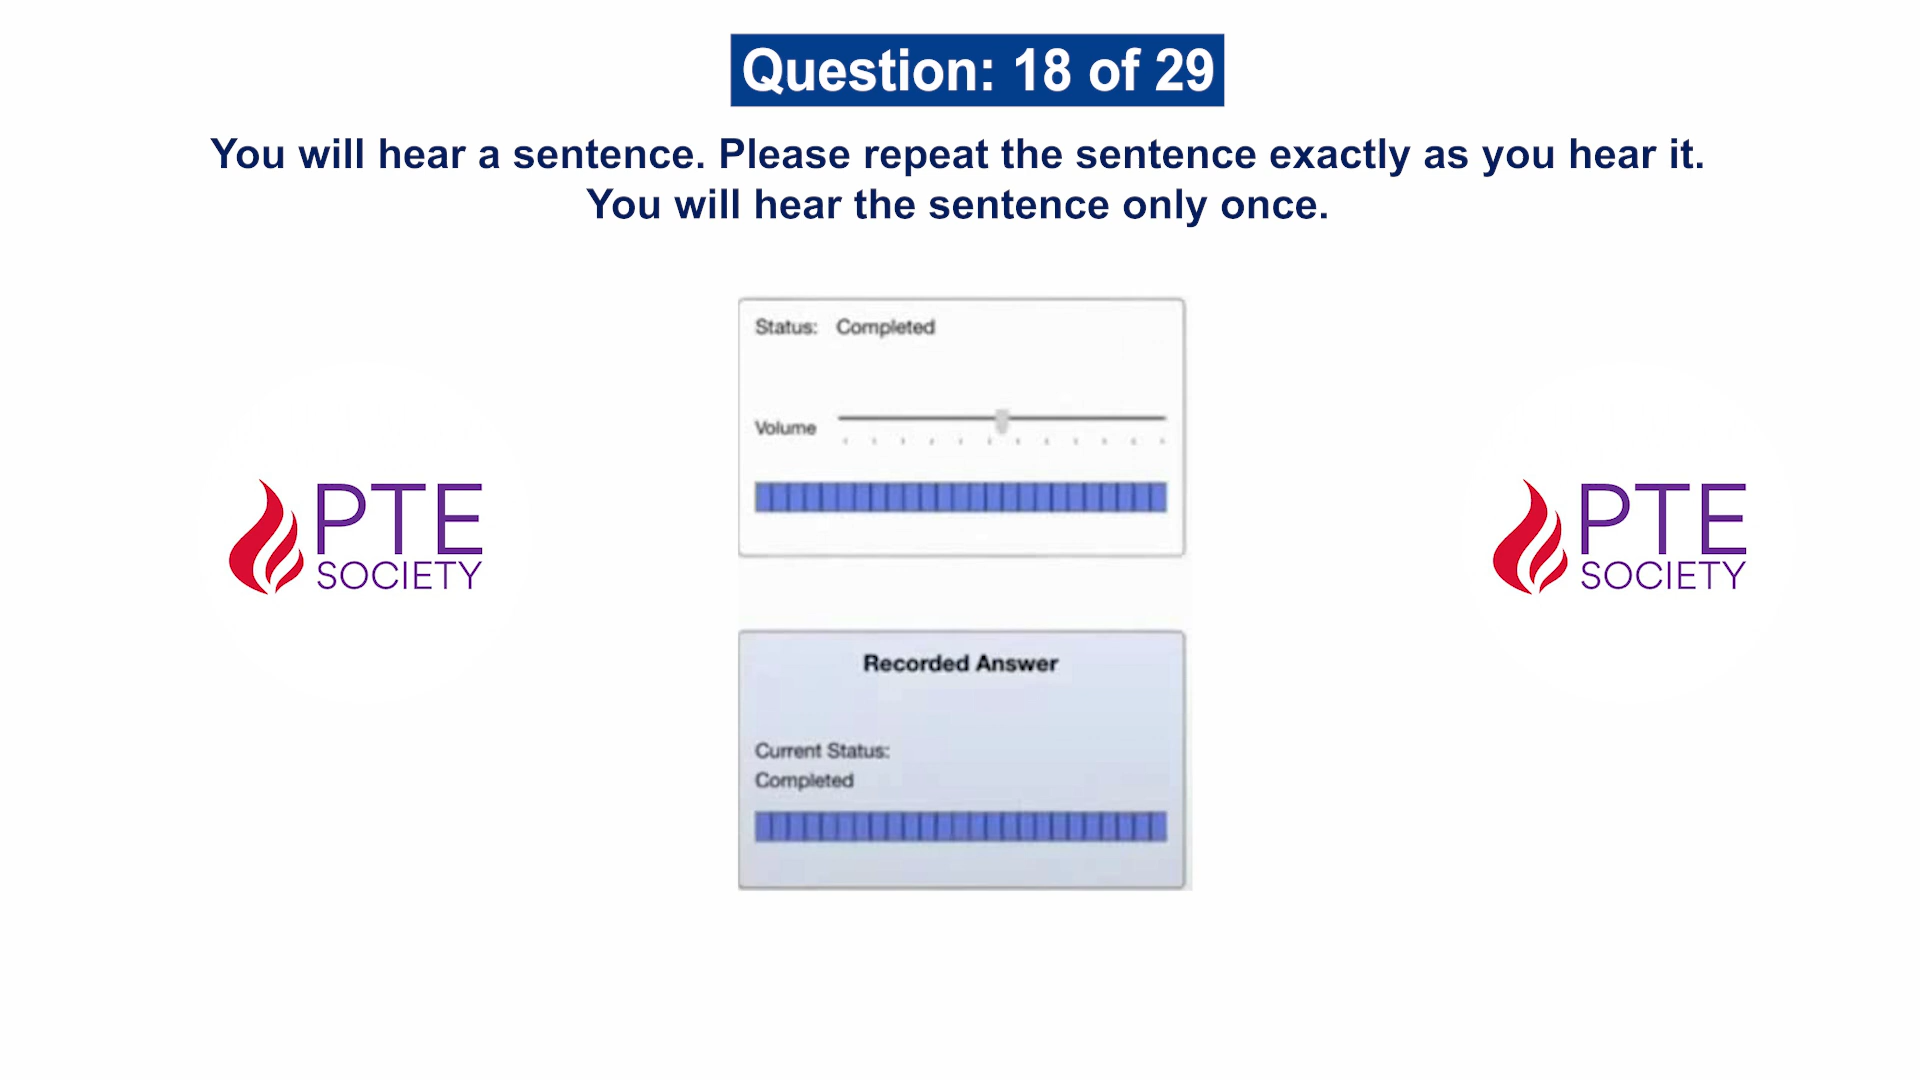 Question: 18 of 29
You will hear a sentence. Please repeat the sentence exactly as you hear it.
You will hear the sentence only once.
Status: Completed
Volume
PTE
SOCIETY
PTE
SOCIETY
Recorded Answer
Current Status:
Completed